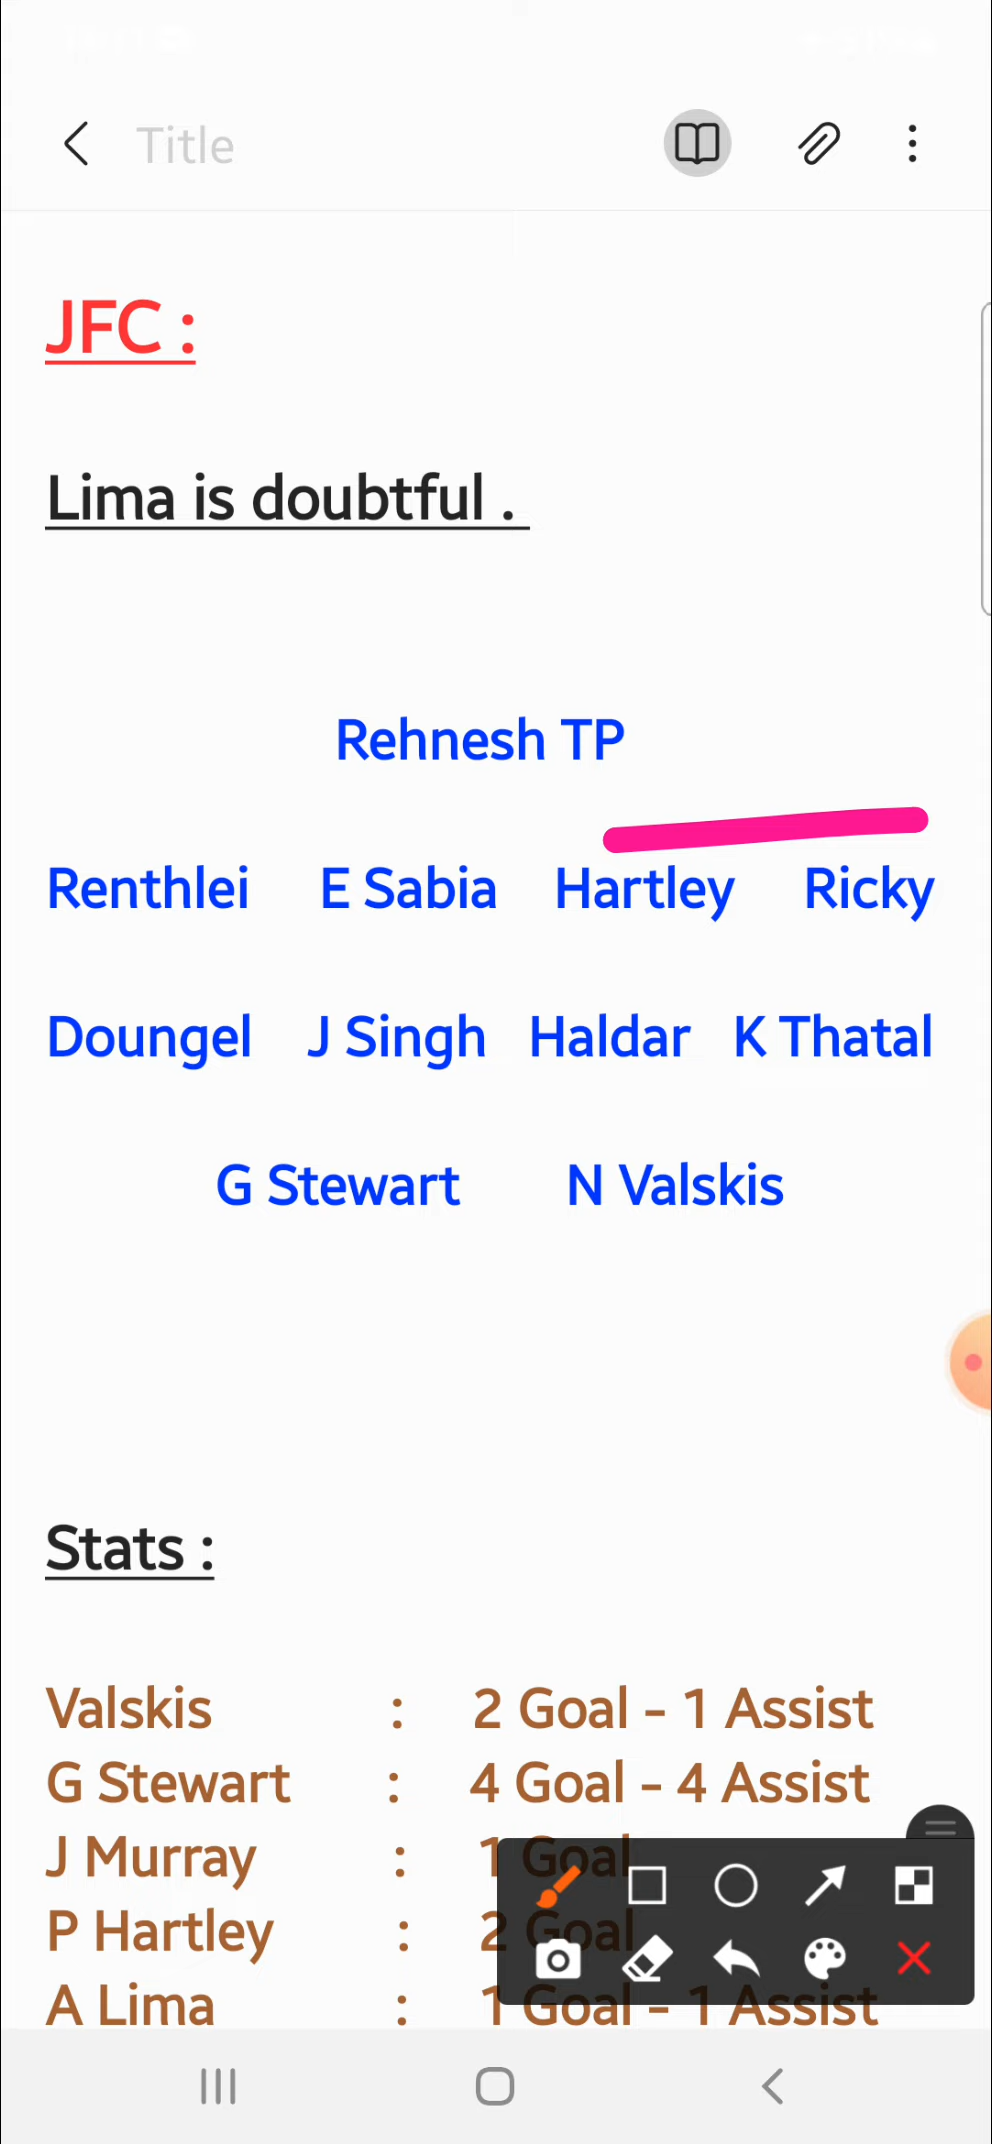 Title
JFC :
Lima is doubtful .
Rehnesh TP
Renthlei E Sabia Hartley Ricky
Doungel J Singh Haldar K Thatal
G Stewart N Valskis
Stats :
Valskis : 2 Goal - 1 Assist
G Stewart : 4 Goal - 4 Assist
J Murray : 1 Goal
P Hartley : 2 Goal
A Lima : 1 Goal - 1 Assist